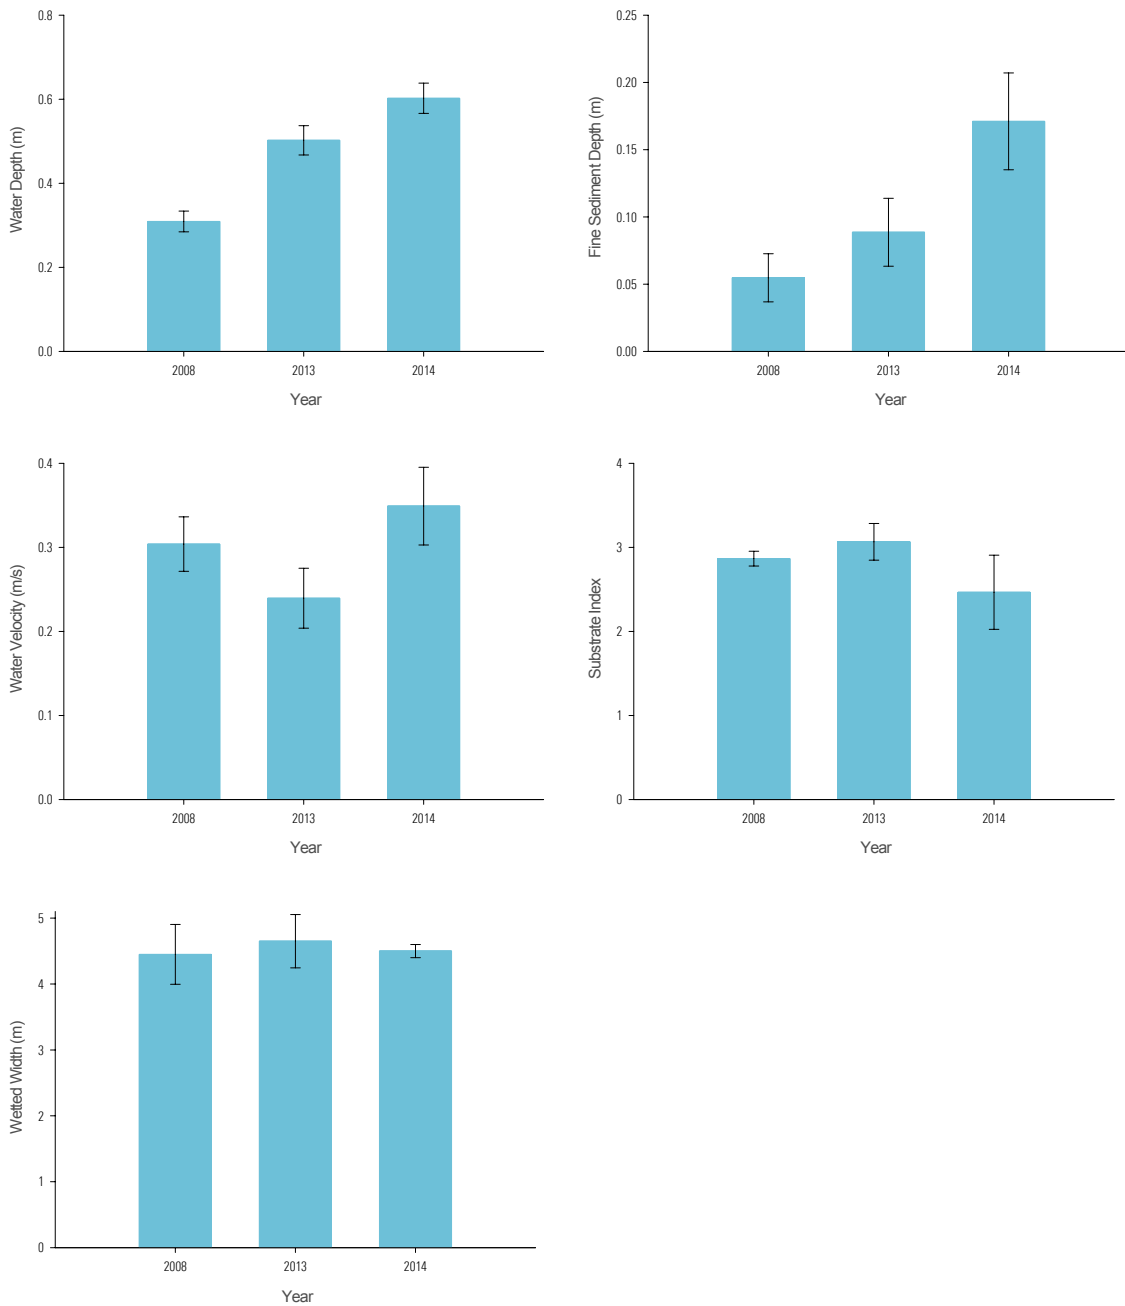 Water Depth (m)
0.8
0.6
0.4
0.2
0.0
2008 2013 2014
Year
Fine Sediment Depth (m)
0.25
0.20
0.15
0.10
0.05
0.00
2008 2013 2014
Year
Water Velocity (m/s)
0.4
0.3
0.2
0.1
0.0
2008 2013 2014
Year
Substrate Index
4
3
2
1
0
2008 2013 2014
Year
Wetted Width (m)
5
4
3
2
1
0
2008 2013 2014
Year